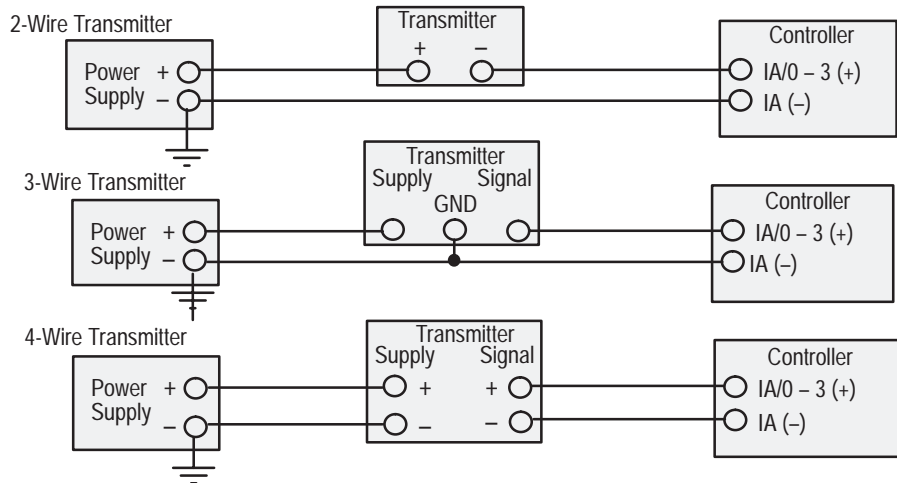 2-Wire Transmitter
Transmitter
+ –
Controller
Power Supply
+
–
IA/0 – 3 (+)
IA (–)
3-Wire Transmitter
Transmitter
Supply Signal
GND
Controller
Power Supply
+
–
IA/0 – 3 (+)
IA (–)
4-Wire Transmitter
Transmitter
Supply Signal
Controller
Power Supply
+
–
+
–
+
–
IA/0 – 3 (+)
IA (–)